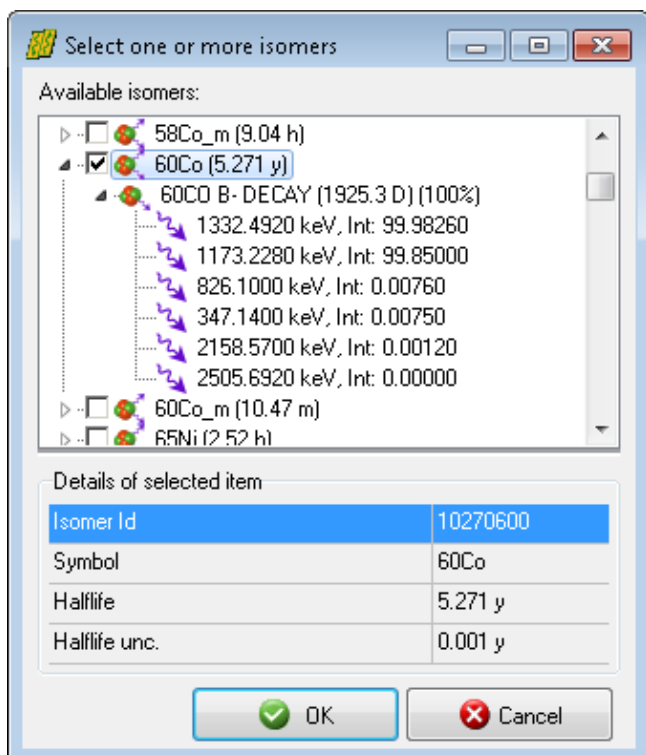 Select one or more isomers
Available isomers:
58Co_m (9.04 h)
60Co (5.271 y)
60CO B- DECAY (1925.3 D) (100%)
1332.4920 keV, Int: 99.98260
1173.2280 keV, Int: 99.85000
826.1000 keV, Int: 0.00760
347.1400 keV, Int: 0.00750
2158.5700 keV, Int: 0.00120
2505.6920 keV, Int: 0.00000
60Co_m (10.47 m)
65Ni (2.52 h)
Details of selected item
Isomer Id 10270600
Symbol 60Co
Halflife 5.271 y
Halflife unc. 0.001 y
OK Cancel